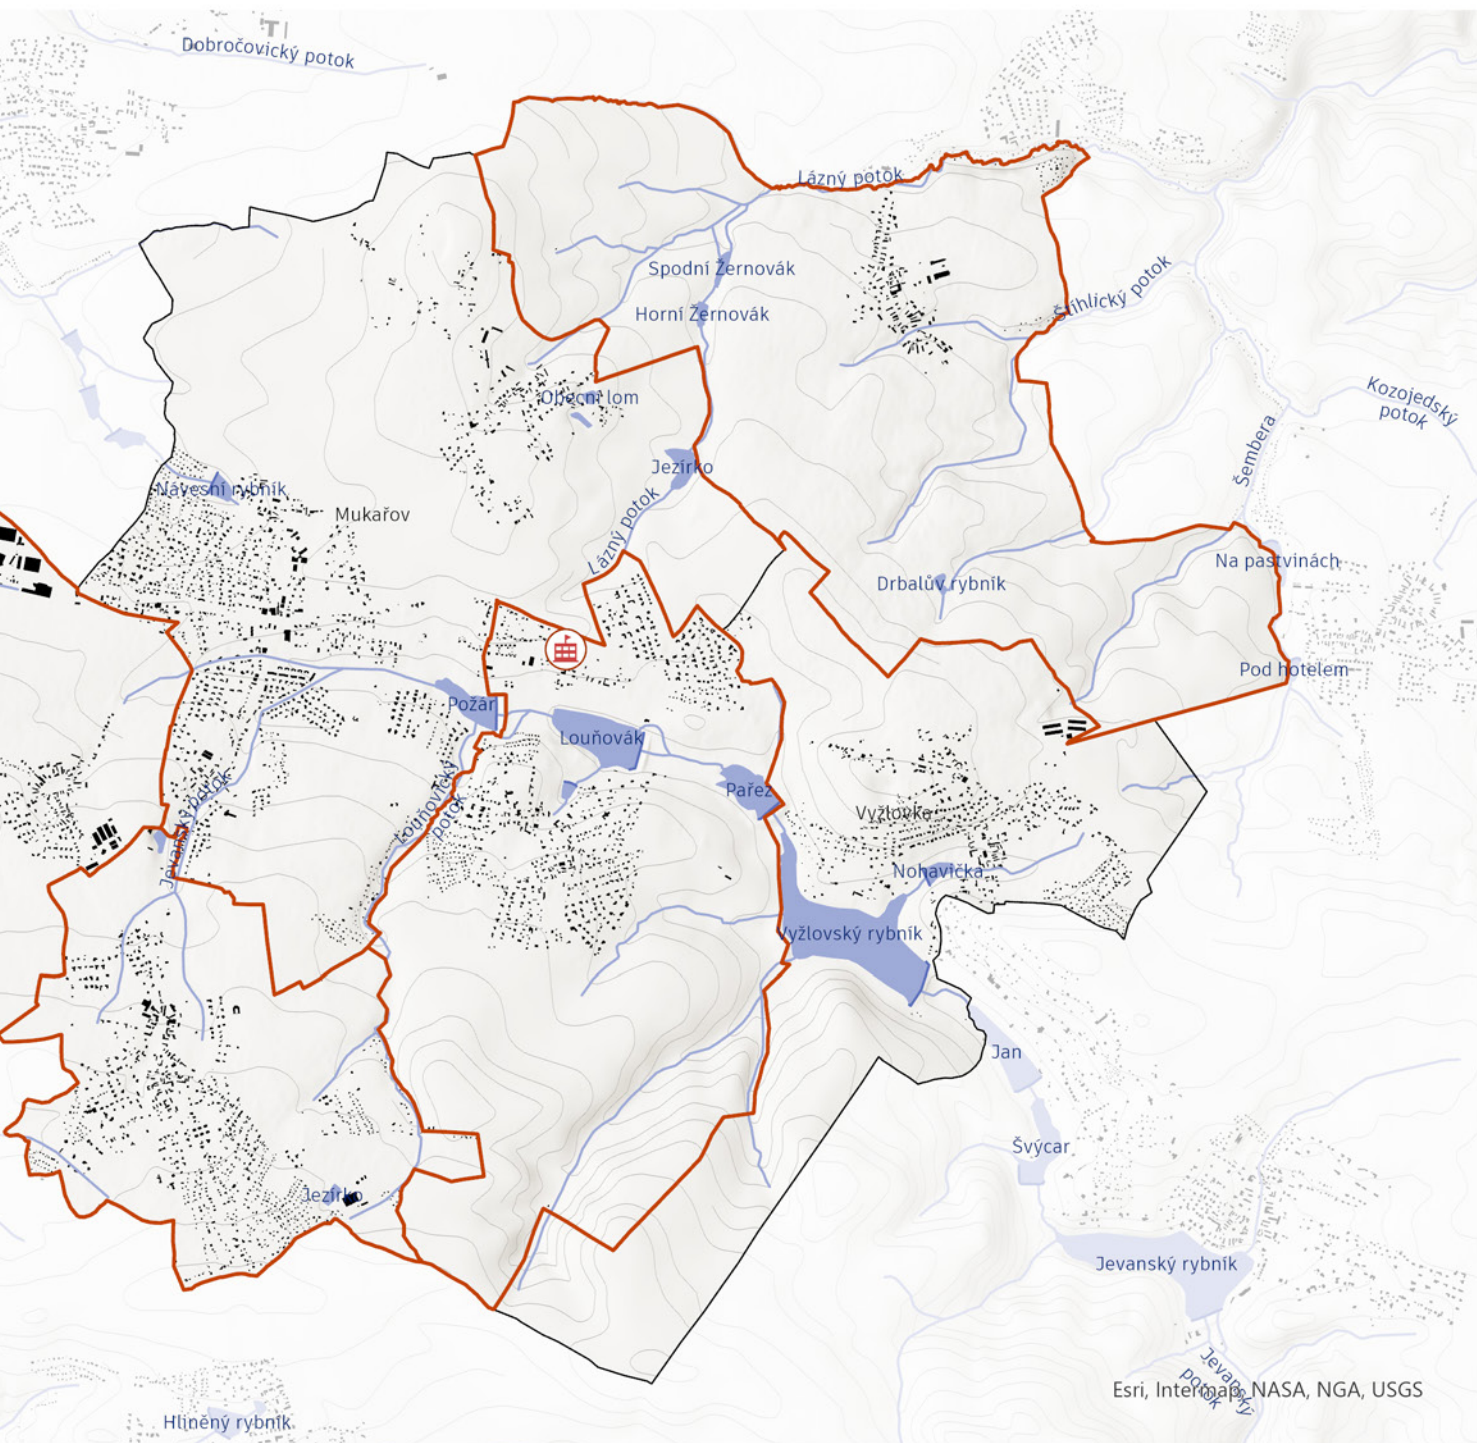 Dobročovický potok
Lázný potok
Spodní Žernovák
Horní Žernovák
Štíhlický potok
Obecní lom
Kozojedský
potok
Šembera
Jezírko
Návesní rybník
Mukařov
Lázný potok
Na pastvinách
Drbalův rybník
Pod hotelem
Požár
Louňovák
Pařez
Jevanský potok
Louňovický
potok
Vyžlovka
Nohavička
Vyžlovský rybník
Jan
Švýcar
Jezírko
Jevanský rybník
Jevanský
potok
Esri, Intermap, NASA, NGA, USGS
Hliněný rybník